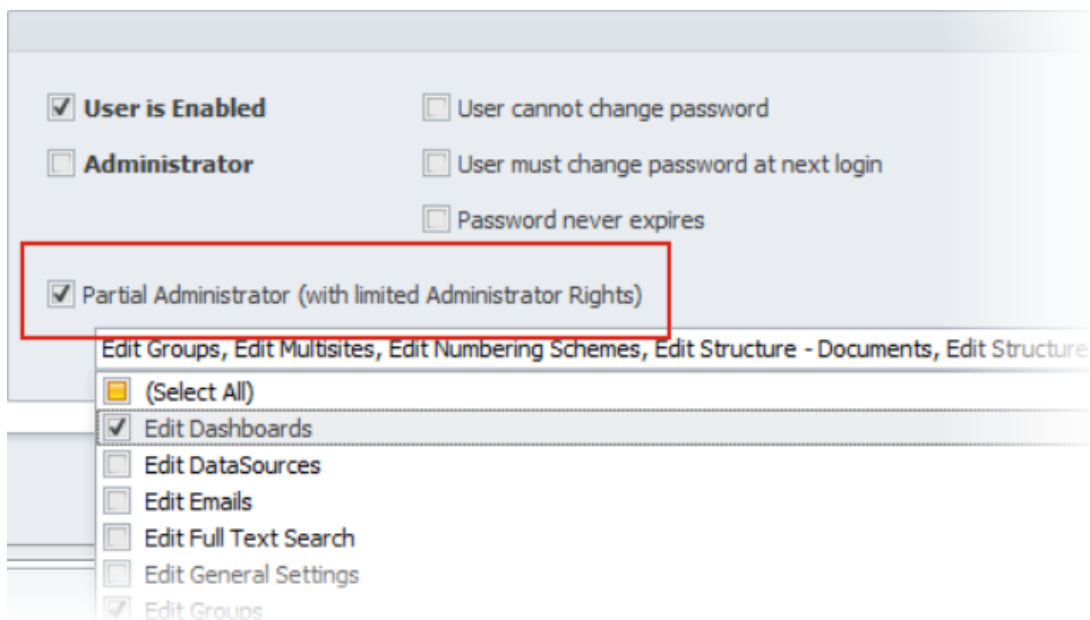 User is Enabled
User cannot change password
Administrator
User must change password at next login
Password never expires
Partial Administrator (with limited Administrator Rights)
Edit Groups, Edit Multisites, Edit Numbering Schemes, Edit Structure - Documents, Edit Structure
(Select All)
Edit Dashboards
Edit DataSources
Edit Emails
Edit Full Text Search
Edit General Settings
Edit Groups